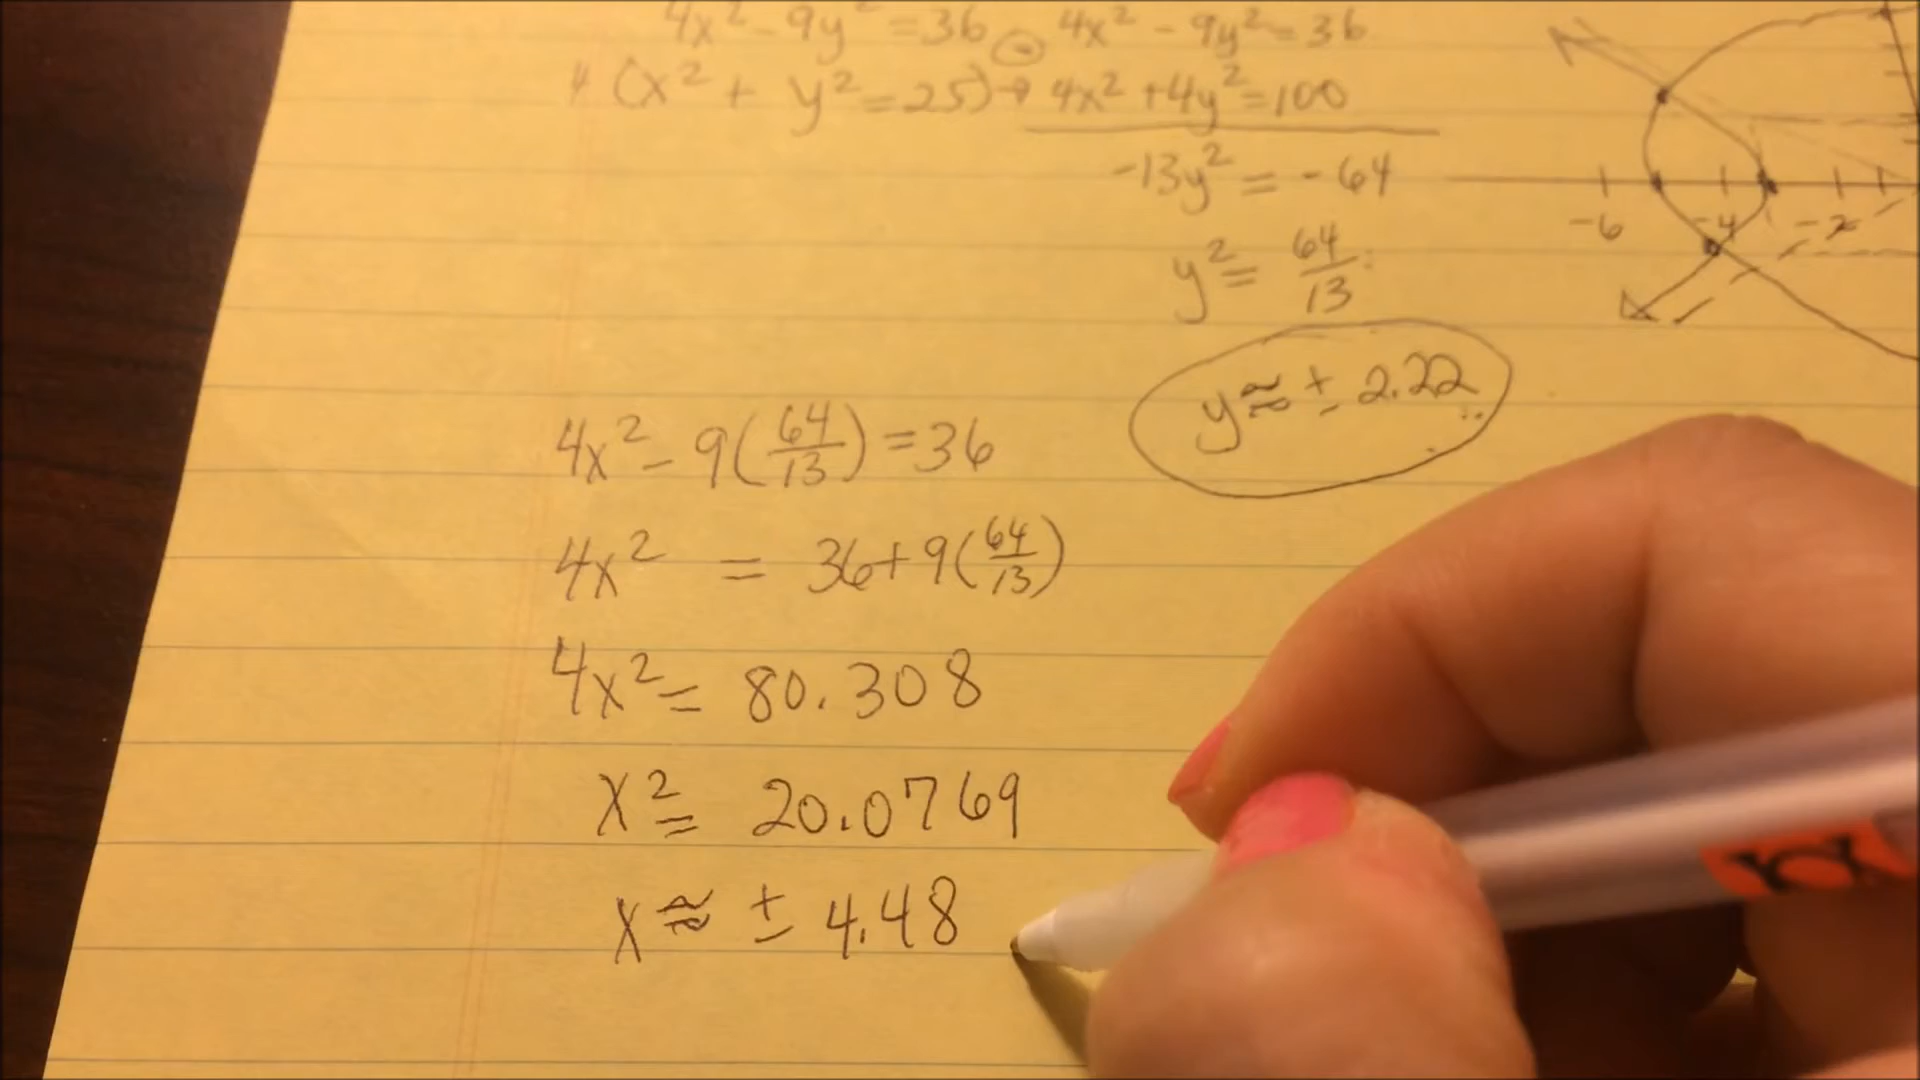 4x² - 9y² = 36 ⊖ 4x² - 9y² = 36
4 (x² + y² = 25) → 4x² + 4y² = 100
-13y² = -64
y² = 64/13
y ≈ ± 2.22
4x² - 9(64/13) = 36
4x² = 36 + 9(64/13)
4x² = 80.308
x² = 20.0769
x ≈ ± 4.48
-6 -4 -2